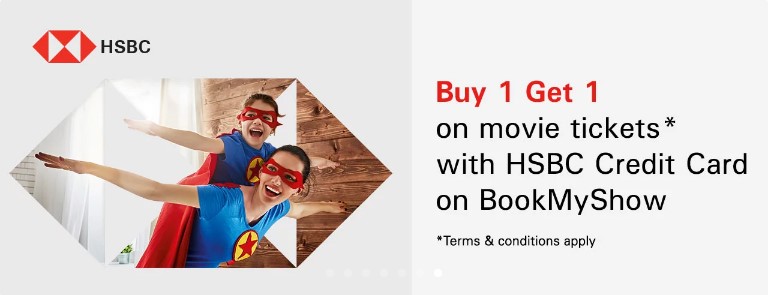 HSBC
Buy 1 Get 1
on movie tickets*
with HSBC Credit Card
on BookMyShow
*Terms & conditions apply